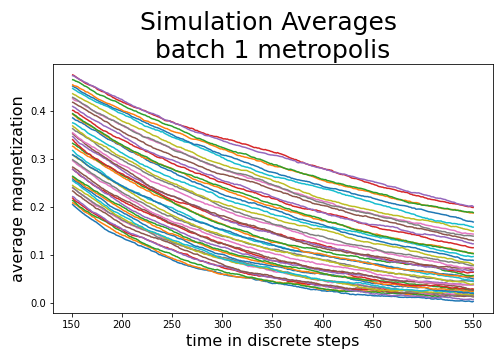 Simulation Averages
batch 1 metropolis
average magnetization
0.4
0.3
0.2
0.1
0.0
150 200 250 300 350 400 450 500 550
time in discrete steps